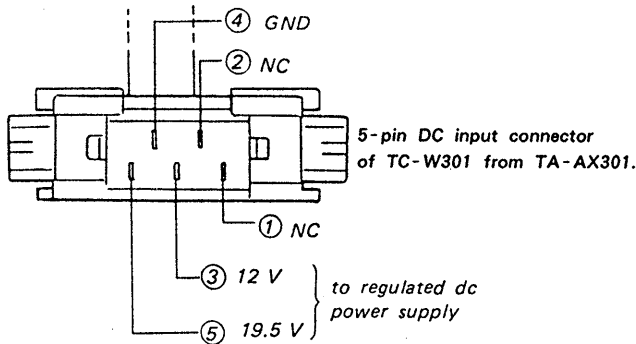 ④ GND
② NC
5-pin DC input connector
of TC-W301 from TA-AX301.
① NC
③ 12 V
to regulated dc
power supply
⑤ 19.5 V